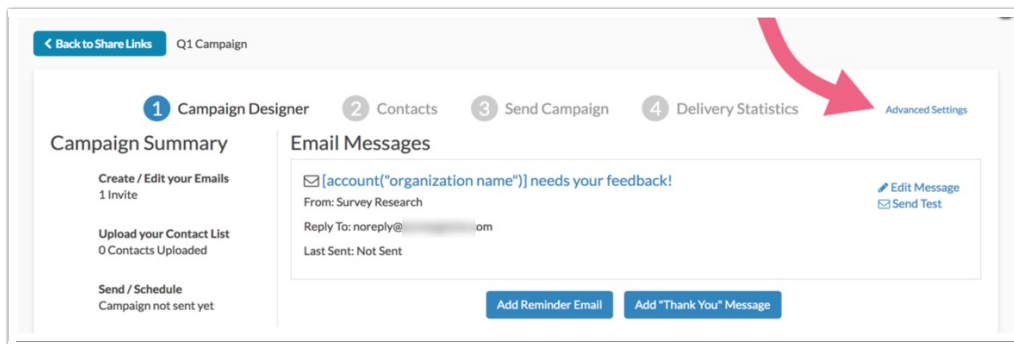 Back to Share Links Q1 Campaign
1 Campaign Designer 2 Contacts 3 Send Campaign 4 Delivery Statistics Advanced Settings
Campaign Summary
Create / Edit your Emails
1 Invite
Upload your Contact List
0 Contacts Uploaded
Send / Schedule
Campaign not sent yet
Email Messages
[account("organization name")] needs your feedback!
From: Survey Research
Reply To: noreply@ om
Last Sent: Not Sent
Edit Message
Send Test
Add Reminder Email Add "Thank You" Message